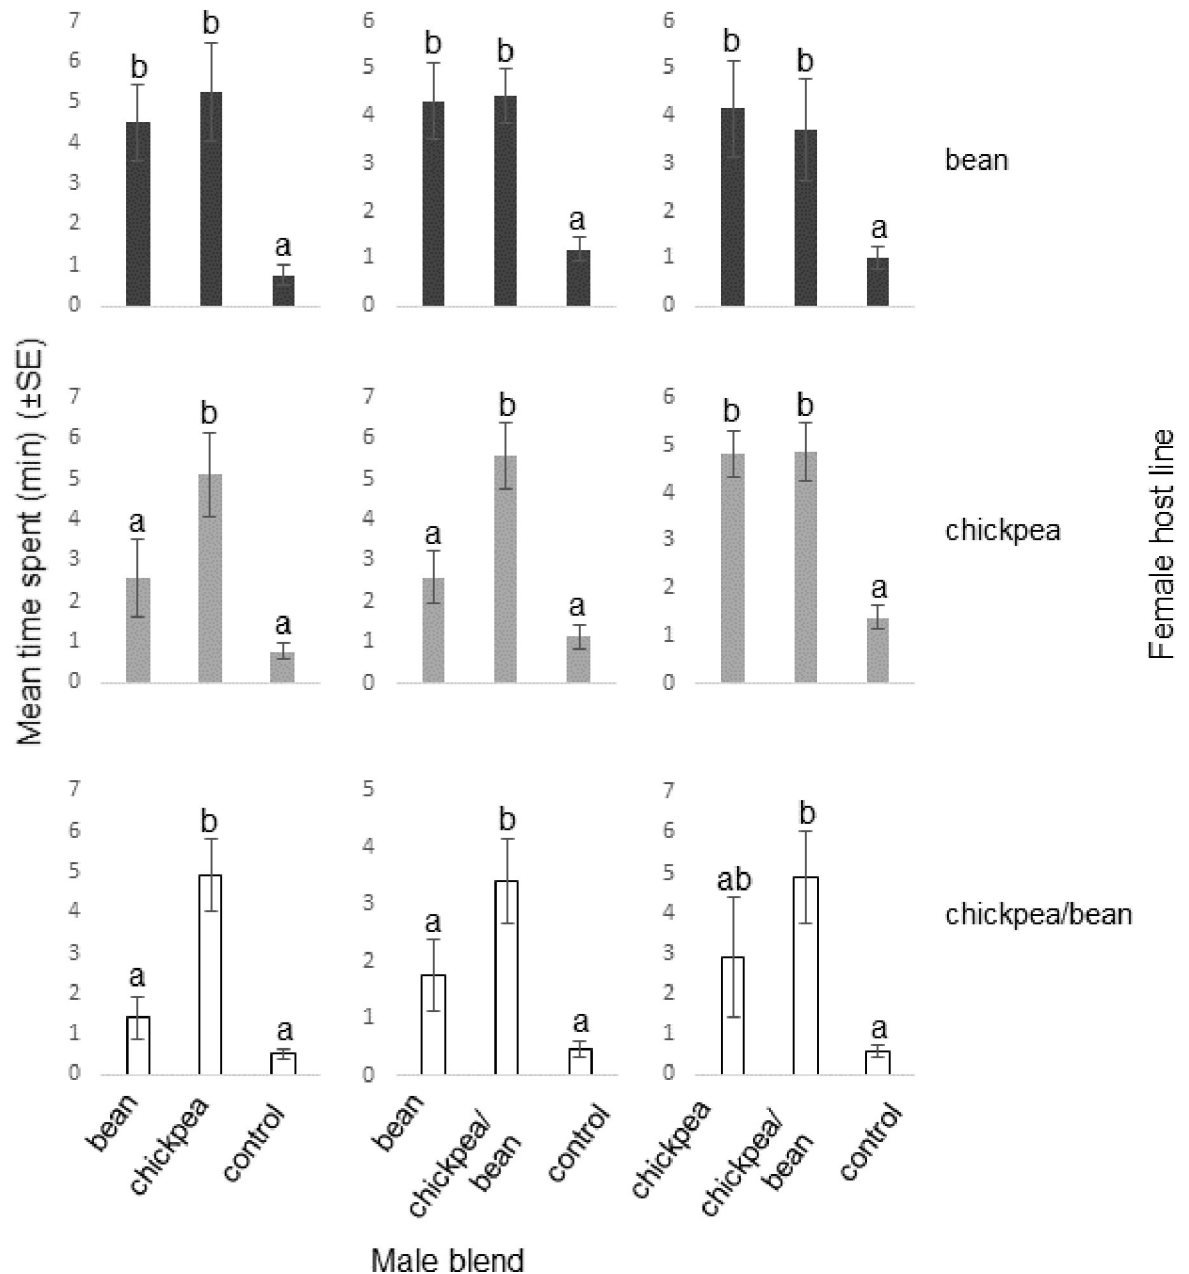 7 6 5 4 3 2 1 0
b b a
6 5 4 3 2 1 0
b b a
6 5 4 3 2 1 0
b b a
bean
7 6 5 4 3 2 1 0
a b a
7 6 5 4 3 2 1 0
a b a
6 5 4 3 2 1 0
b b a
chickpea
7 6 5 4 3 2 1 0
a b a
5 4 3 2 1 0
a b a
7 6 5 4 3 2 1 0
ab b a
chickpea/bean
Mean time spent (min) (±SE)
Female host line
bean
chickpea
control
bean
chickpea/
bean
control
chickpea
chickpea/
bean
control
Male blend